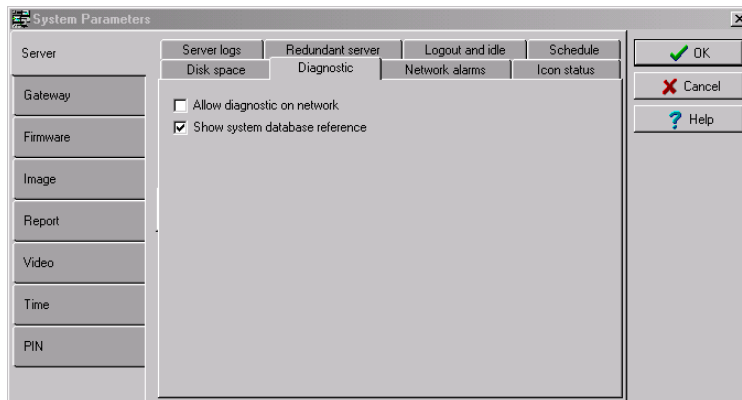 System Parameters
Server
Gateway
Firmware
Image
Report
Video
Time
PIN
Server logs
Redundant server
Logout and idle
Schedule
Disk space
Diagnostic
Network alarms
Icon status
Allow diagnostic on network
Show system database reference
OK
Cancel
Help